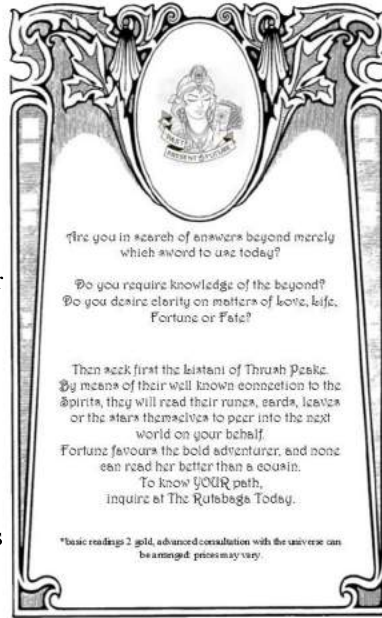 PAST
PRESENT & FUTURE
Are you in search of answers beyond merely
which sword to use today?
Do you require knowledge of the beyond?
Do you desire clarity on matters of Love, Life,
Fortune or Fate?
Then seek first the Listani of Thrush Peake.
By means of their well known connection to the
Spirits, they will read their runes, cards, leaves
or the stars themselves to peer into the next
world on your behalf.
Fortune favours the bold adventurer, and none
can read her better than a cousin.
To know YOUR path,
inquire at The Rutabaga Today.
*basic readings 2 gold, advanced consultation with the universe can
be arranged: prices may vary.